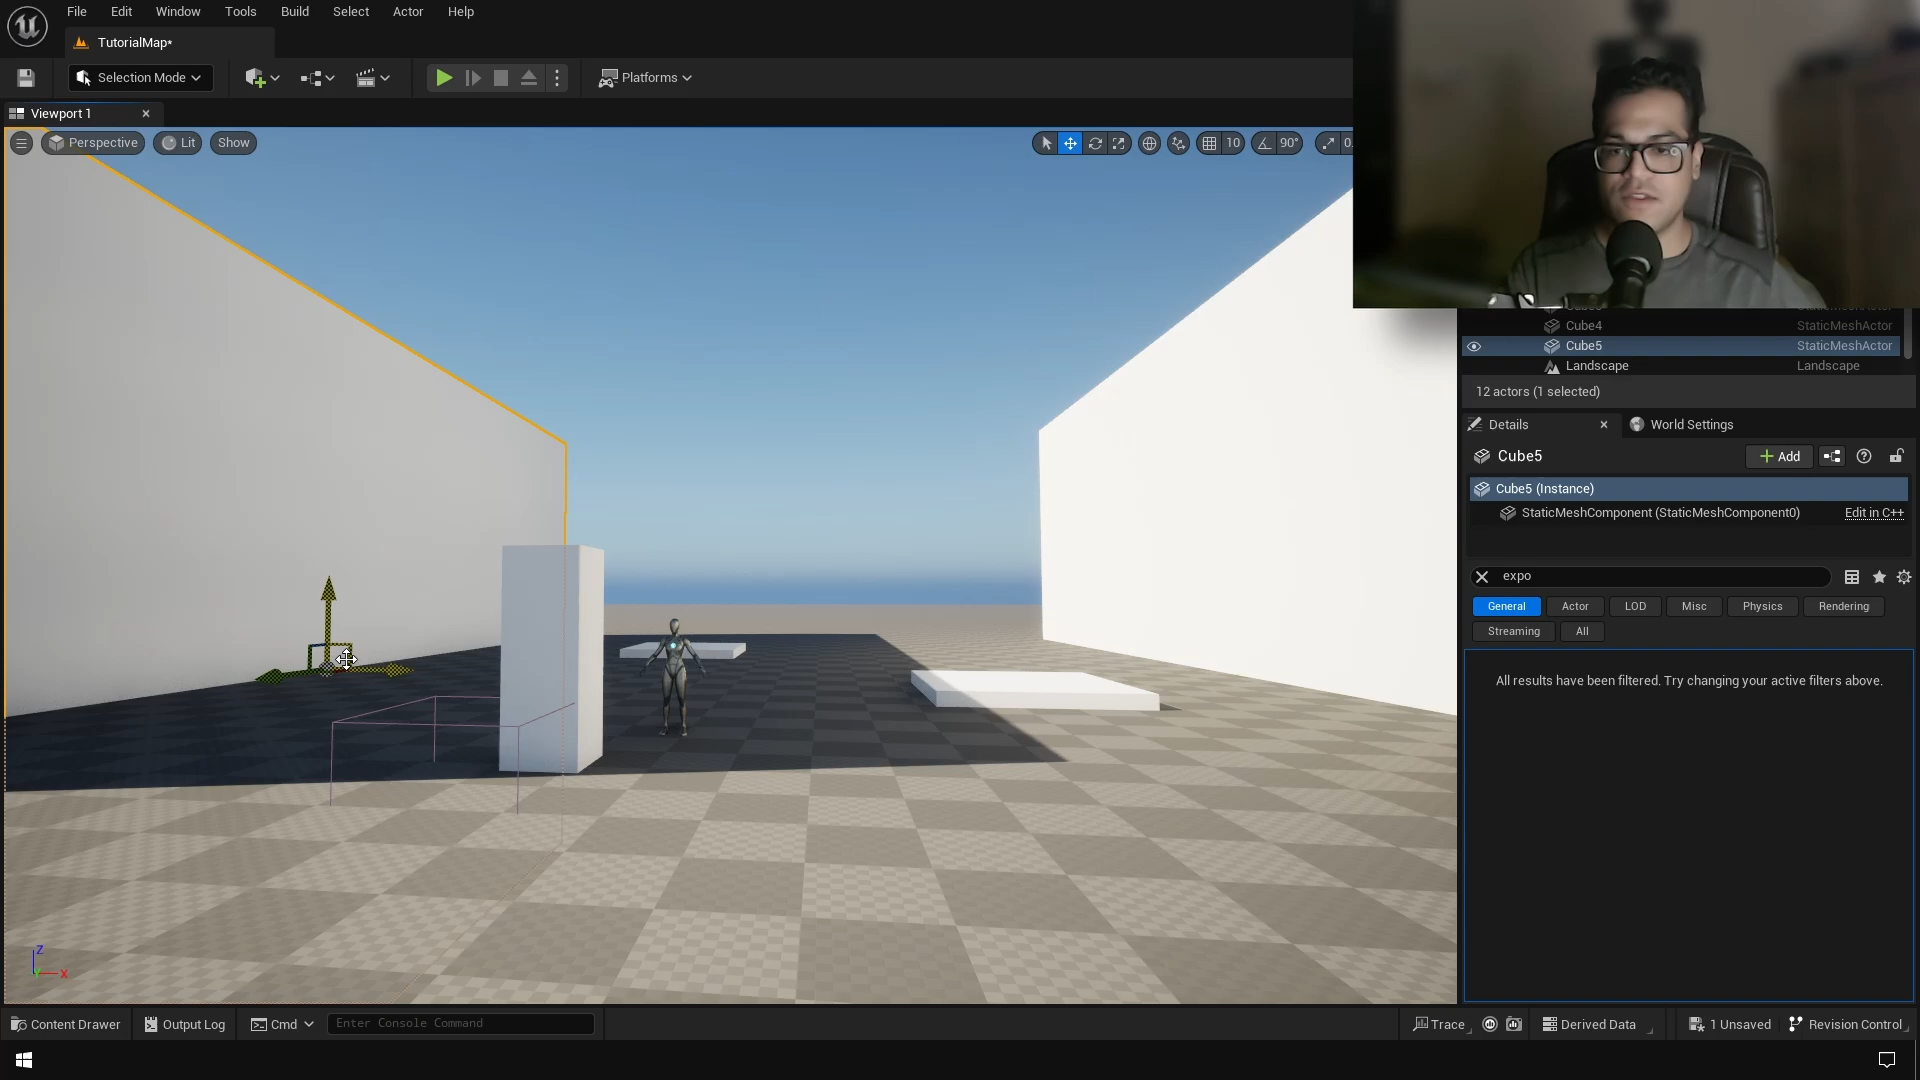 File Edit Window Tools Build Select Actor Help
TutorialMap*
Selection Mode
Platforms
Viewport 1
Perspective Lit Show
10 90°
Cube4 StaticMeshActor
Cube5 StaticMeshActor
Landscape Landscape
12 actors (1 selected)
Details World Settings
Cube5 Add
Cube5 (Instance)
StaticMeshComponent (StaticMeshComponent0) Edit in C++
expo
General Actor LOD Misc Physics Rendering
Streaming All
All results have been filtered. Try changing your active filters above.
Z
X
Content Drawer Output Log Cmd Enter Console Command Trace Derived Data 1 Unsaved Revision Control